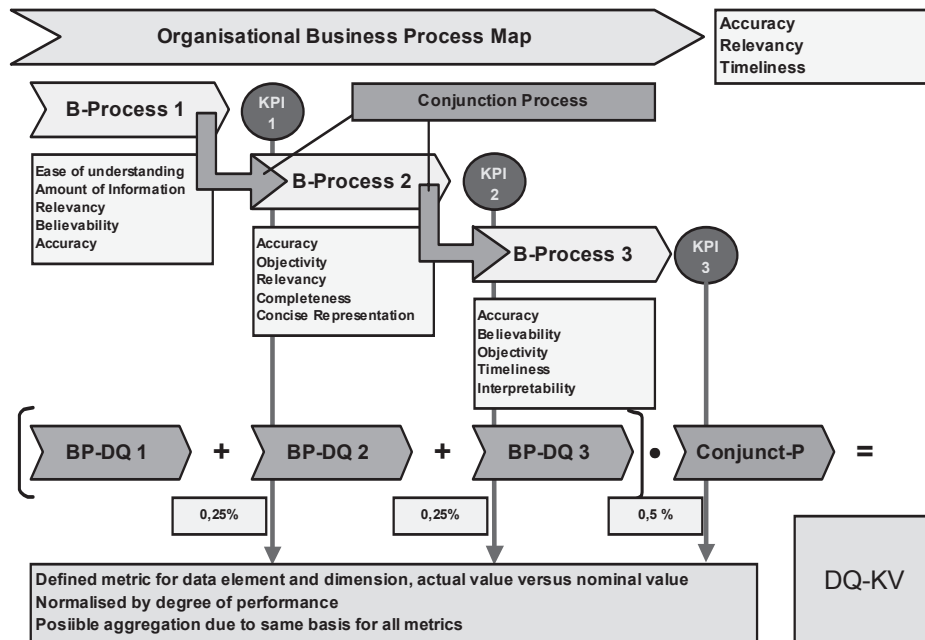 Organisational Business Process Map
Accuracy
Relevancy
Timeliness
B-Process 1
KPI
1
Conjunction Process
Ease of understanding
Amount of Information
Relevancy
Believability
Accuracy
B-Process 2
KPI
2
Accuracy
Objectivity
Relevancy
Completeness
Concise Representation
B-Process 3
KPI
3
Accuracy
Believability
Objectivity
Timeliness
Interpretability
BP-DQ 1 + BP-DQ 2 + BP-DQ 3 • Conjunct-P =
0,25%
0,25%
0,5 %
Defined metric for data element and dimension, actual value versus nominal value
Normalised by degree of performance
Posiible aggregation due to same basis for all metrics
DQ-KV